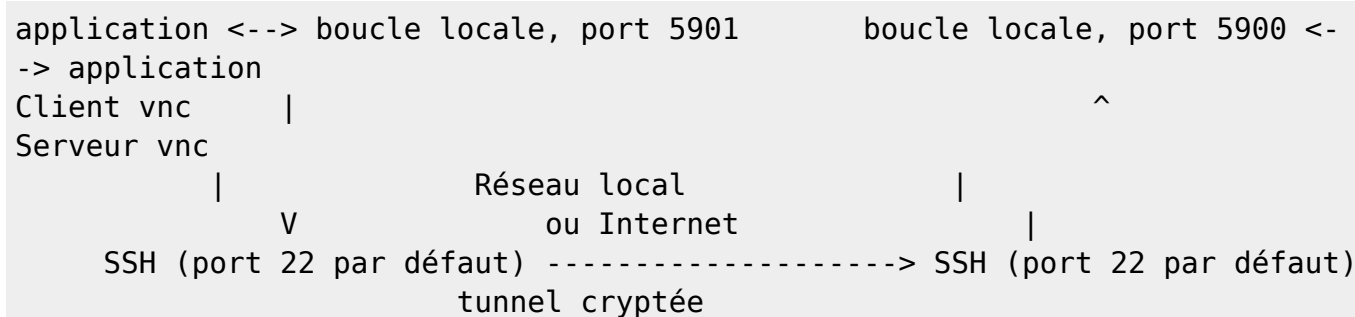 application <--> boucle locale, port 5901       boucle locale, port 5900 <-
-> application
Client vnc     |                                             ^
Serveur vnc
           |              Réseau local               |
               V              ou Internet                |
     SSH (port 22 par défaut) --------------------> SSH (port 22 par défaut)
                         tunnel cryptée